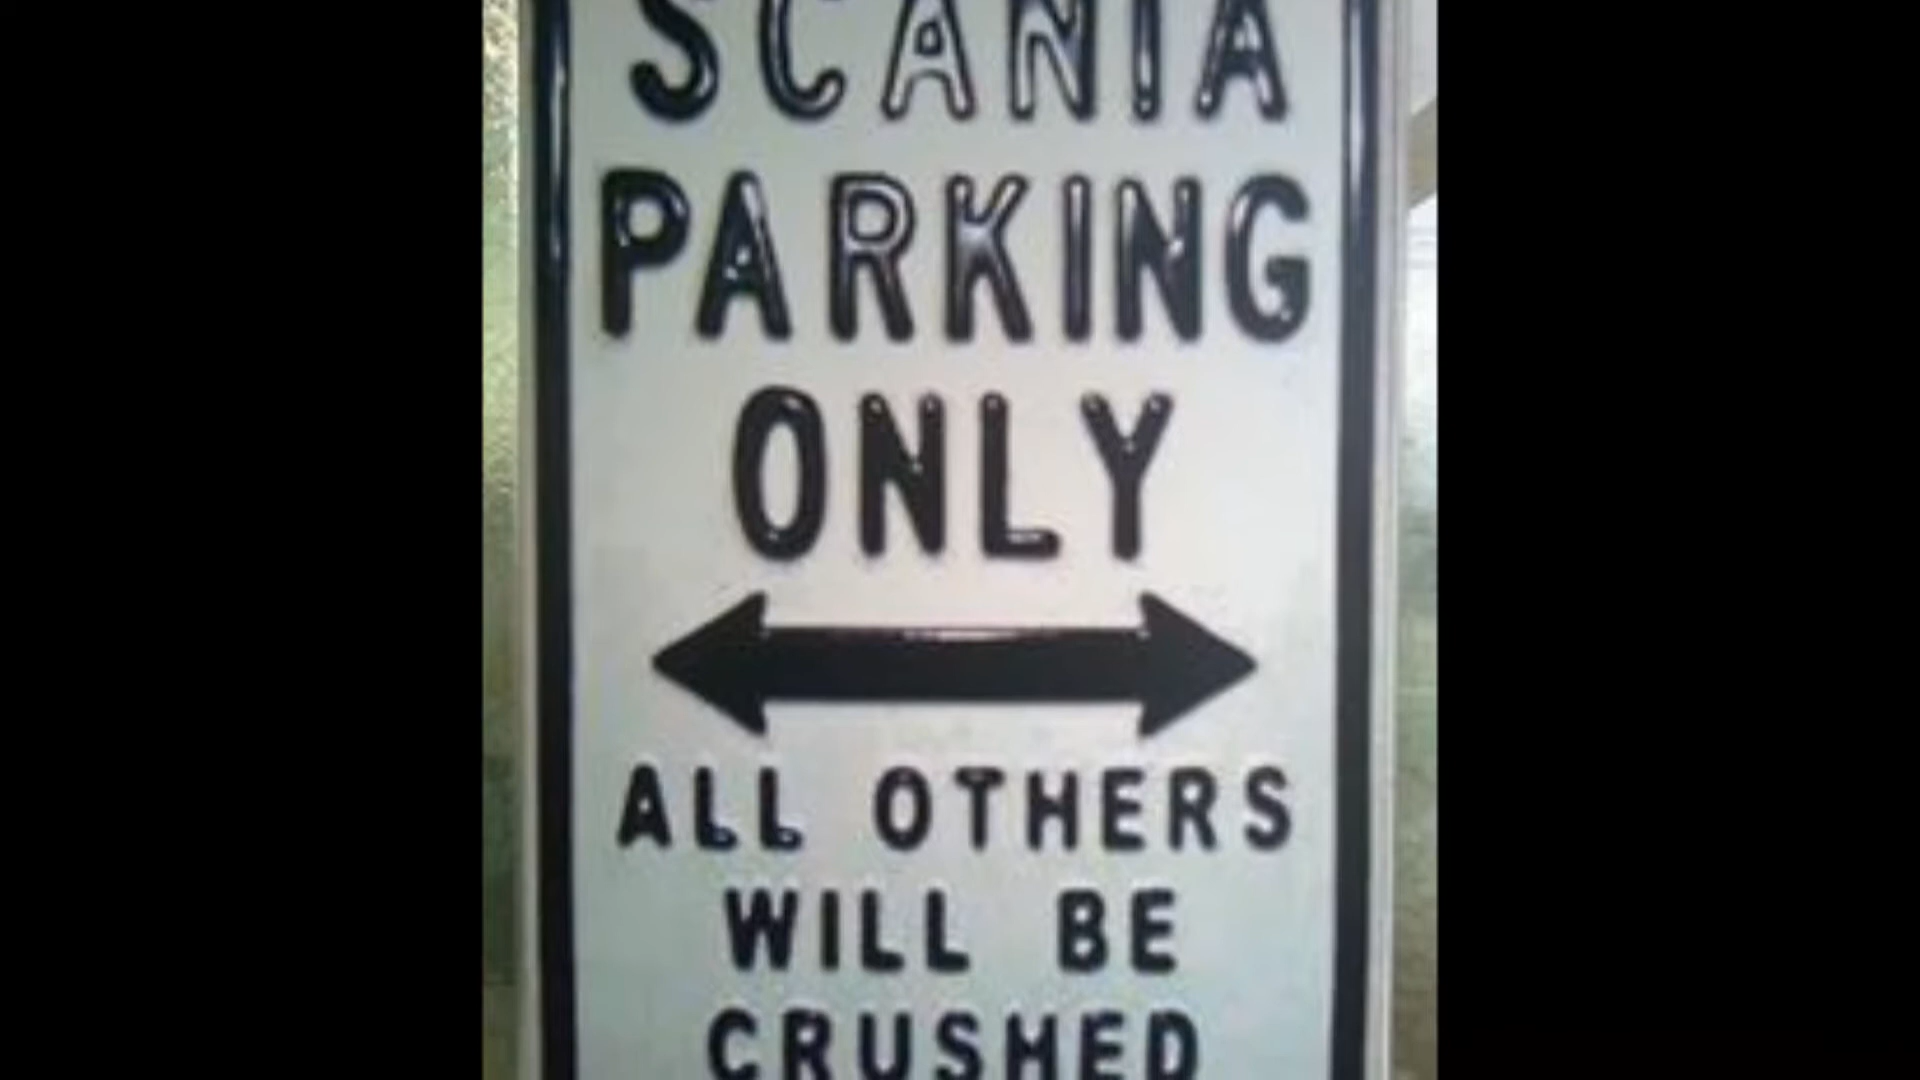 SCANIA
PARKING
ONLY
ALL OTHERS
WILL BE
CRUSHED